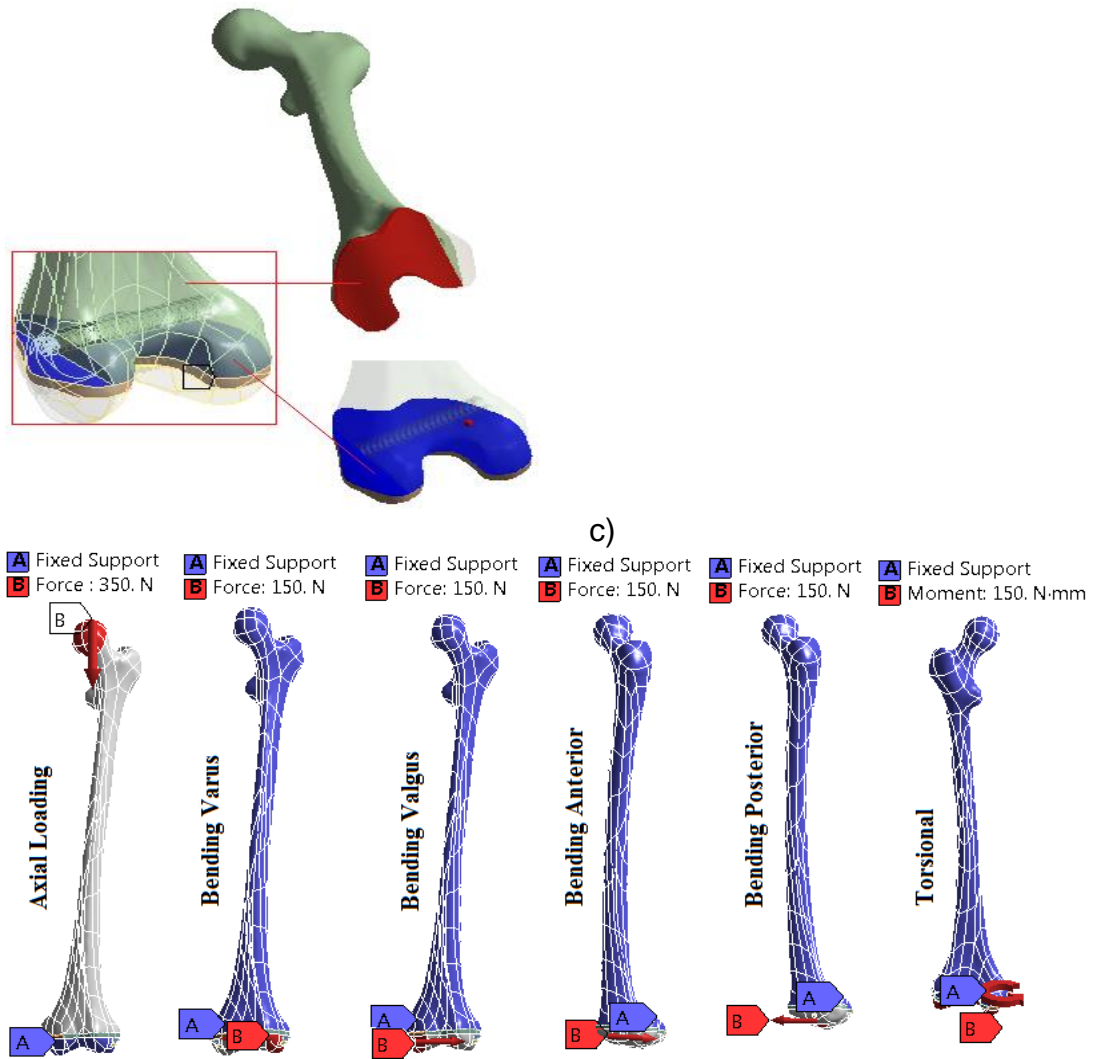 c)
A Fixed Support
B Force : 350. N
A Fixed Support
B Force: 150. N
A Fixed Support
B Force: 150. N
A Fixed Support
B Force: 150. N
A Fixed Support
B Force: 150. N
A Fixed Support
B Moment: 150. N·mm
B
Axial Loading
A
Bending Varus
A
B
Bending Valgus
A
B
Bending Anterior
A
B
Bending Posterior
A
B
Torsional
A
B